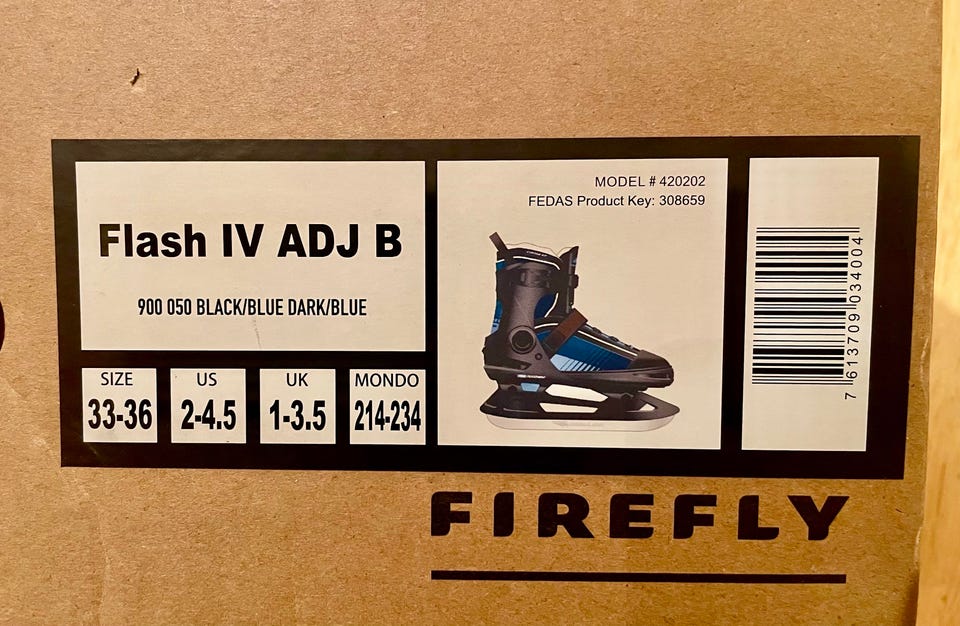 Flash IV ADJ B
900 050 BLACK/BLUE DARK/BLUE
SIZE
33-36
US
2-4.5
UK
1-3.5
MONDO
214-234
MODEL # 420202
FEDAS Product Key: 308659
7 613709 034004
FIREFLY